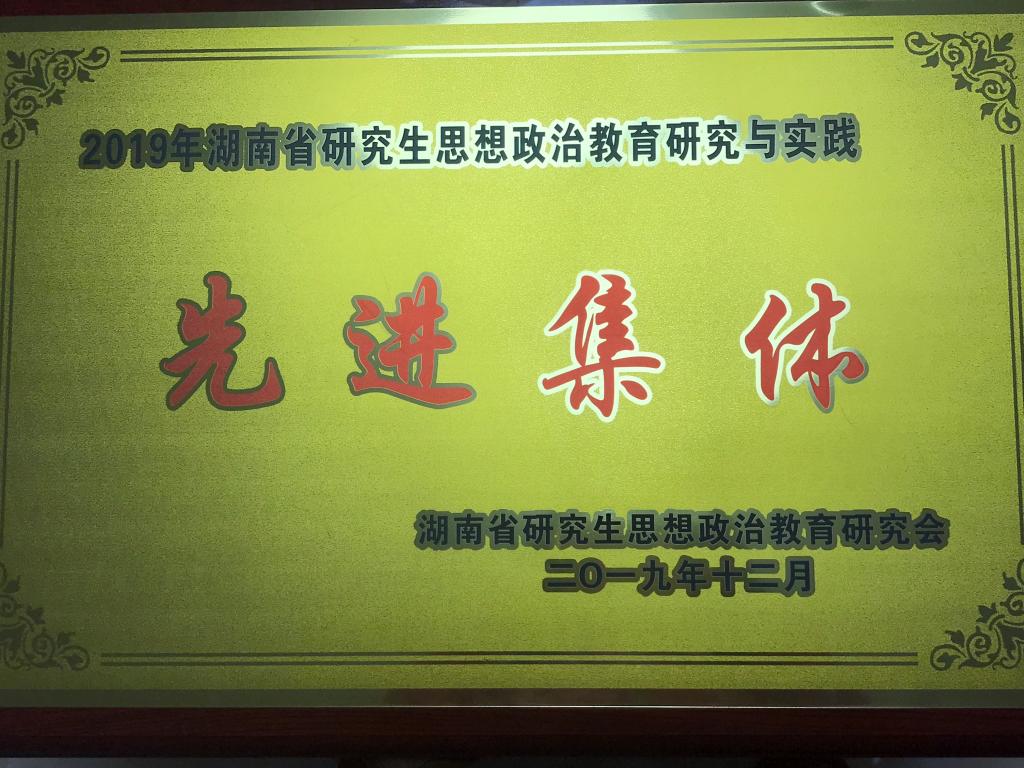 2019年湖南省研究生思想政治教育研究与实践
先进集体
湖南省研究生思想政治教育研究会
二〇一九年十二月